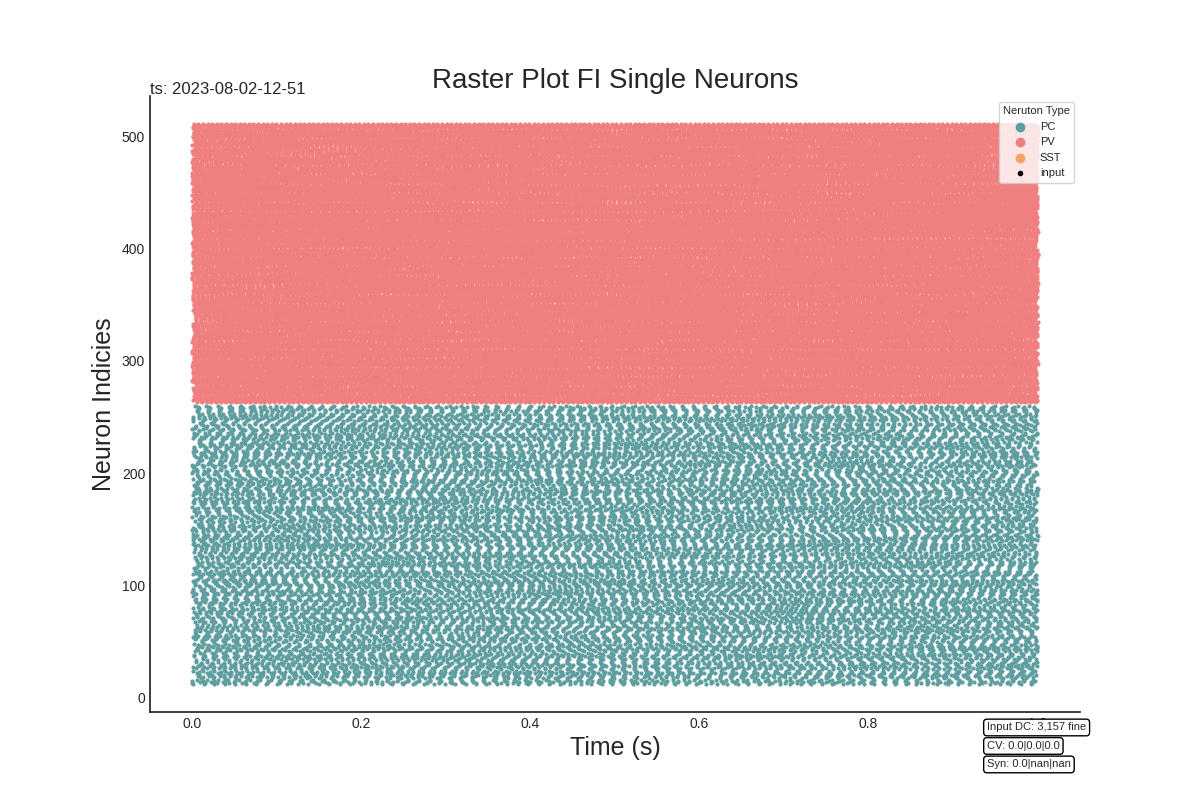 Raster Plot FI Single Neurons
ts: 2023-08-02-12-51
Neruton Type
PC
PV
SST
input
Neuron Indicies
500
400
300
200
100
0
0.0
0.2
0.4
0.6
0.8
Time (s)
Input DC: 3,157 fine
CV: 0.0|0.0|0.0
Syn: 0.0|nan|nan